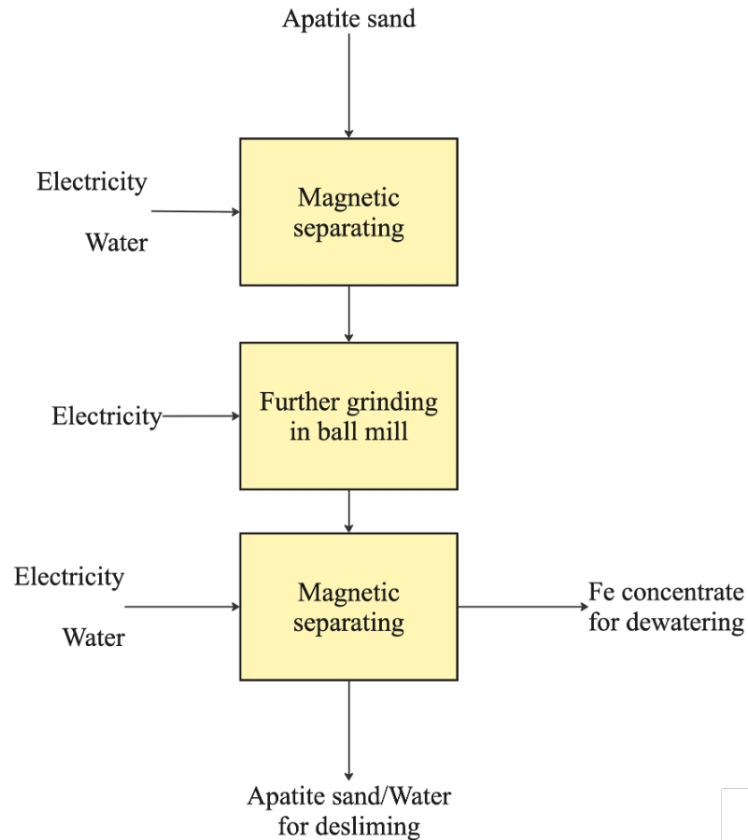 Apatite sand
Electricity
Water
Magnetic
separating
Electricity
Further grinding
in ball mill
Electricity
Water
Magnetic
separating
Fe concentrate
for dewatering
Apatite sand/Water
for desliming